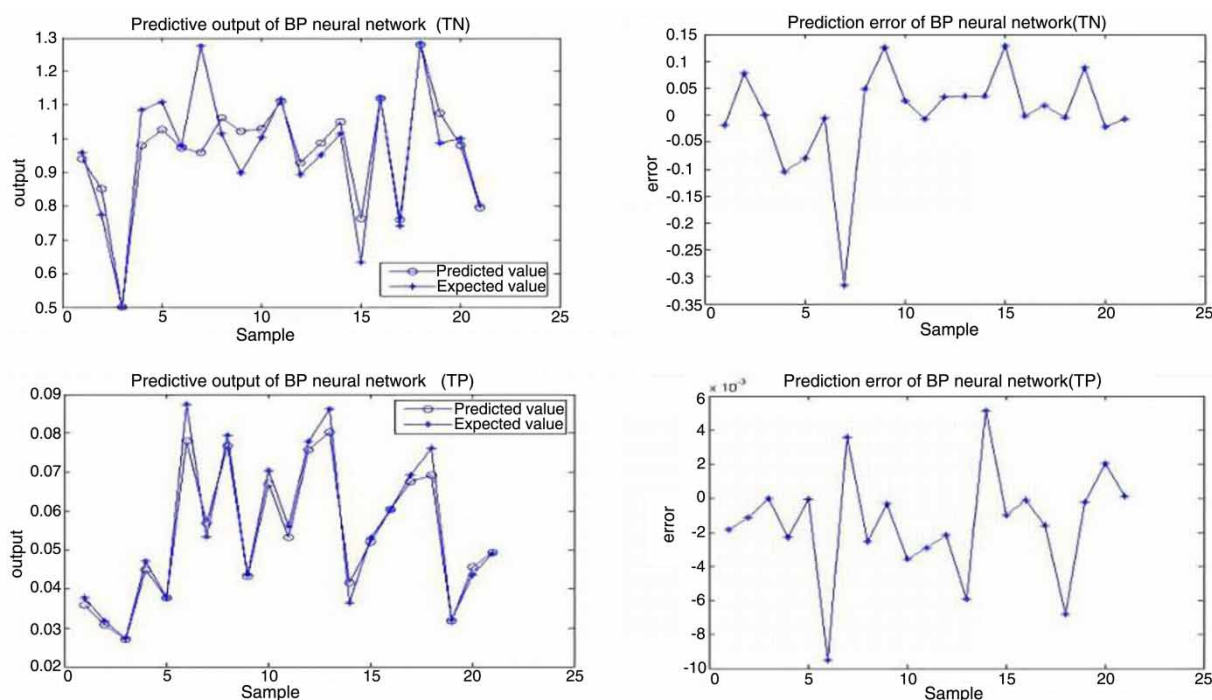 Predictive output of BP neural network (TN)
1.3
1.2
1.1
1
0.9
0.8
0.7
0.6
0.5
output
0 5 10 15 20 25
Sample
Predicted value
Expected value
Prediction error of BP neural network(TN)
0.15
0.1
0.05
0
-0.05
-0.1
-0.15
-0.2
-0.25
-0.3
-0.35
error
0 5 10 15 20 25
Sample
Predictive output of BP neural network (TP)
0.09
0.08
0.07
0.06
0.05
0.04
0.03
0.02
output
5 10 15 20 25
Sample
Predicted value
Expected value
× 10⁻³
Prediction error of BP neural network(TP)
6
4
2
0
-2
-4
-6
-8
-10
error
0 5 10 15 20 25
Sample